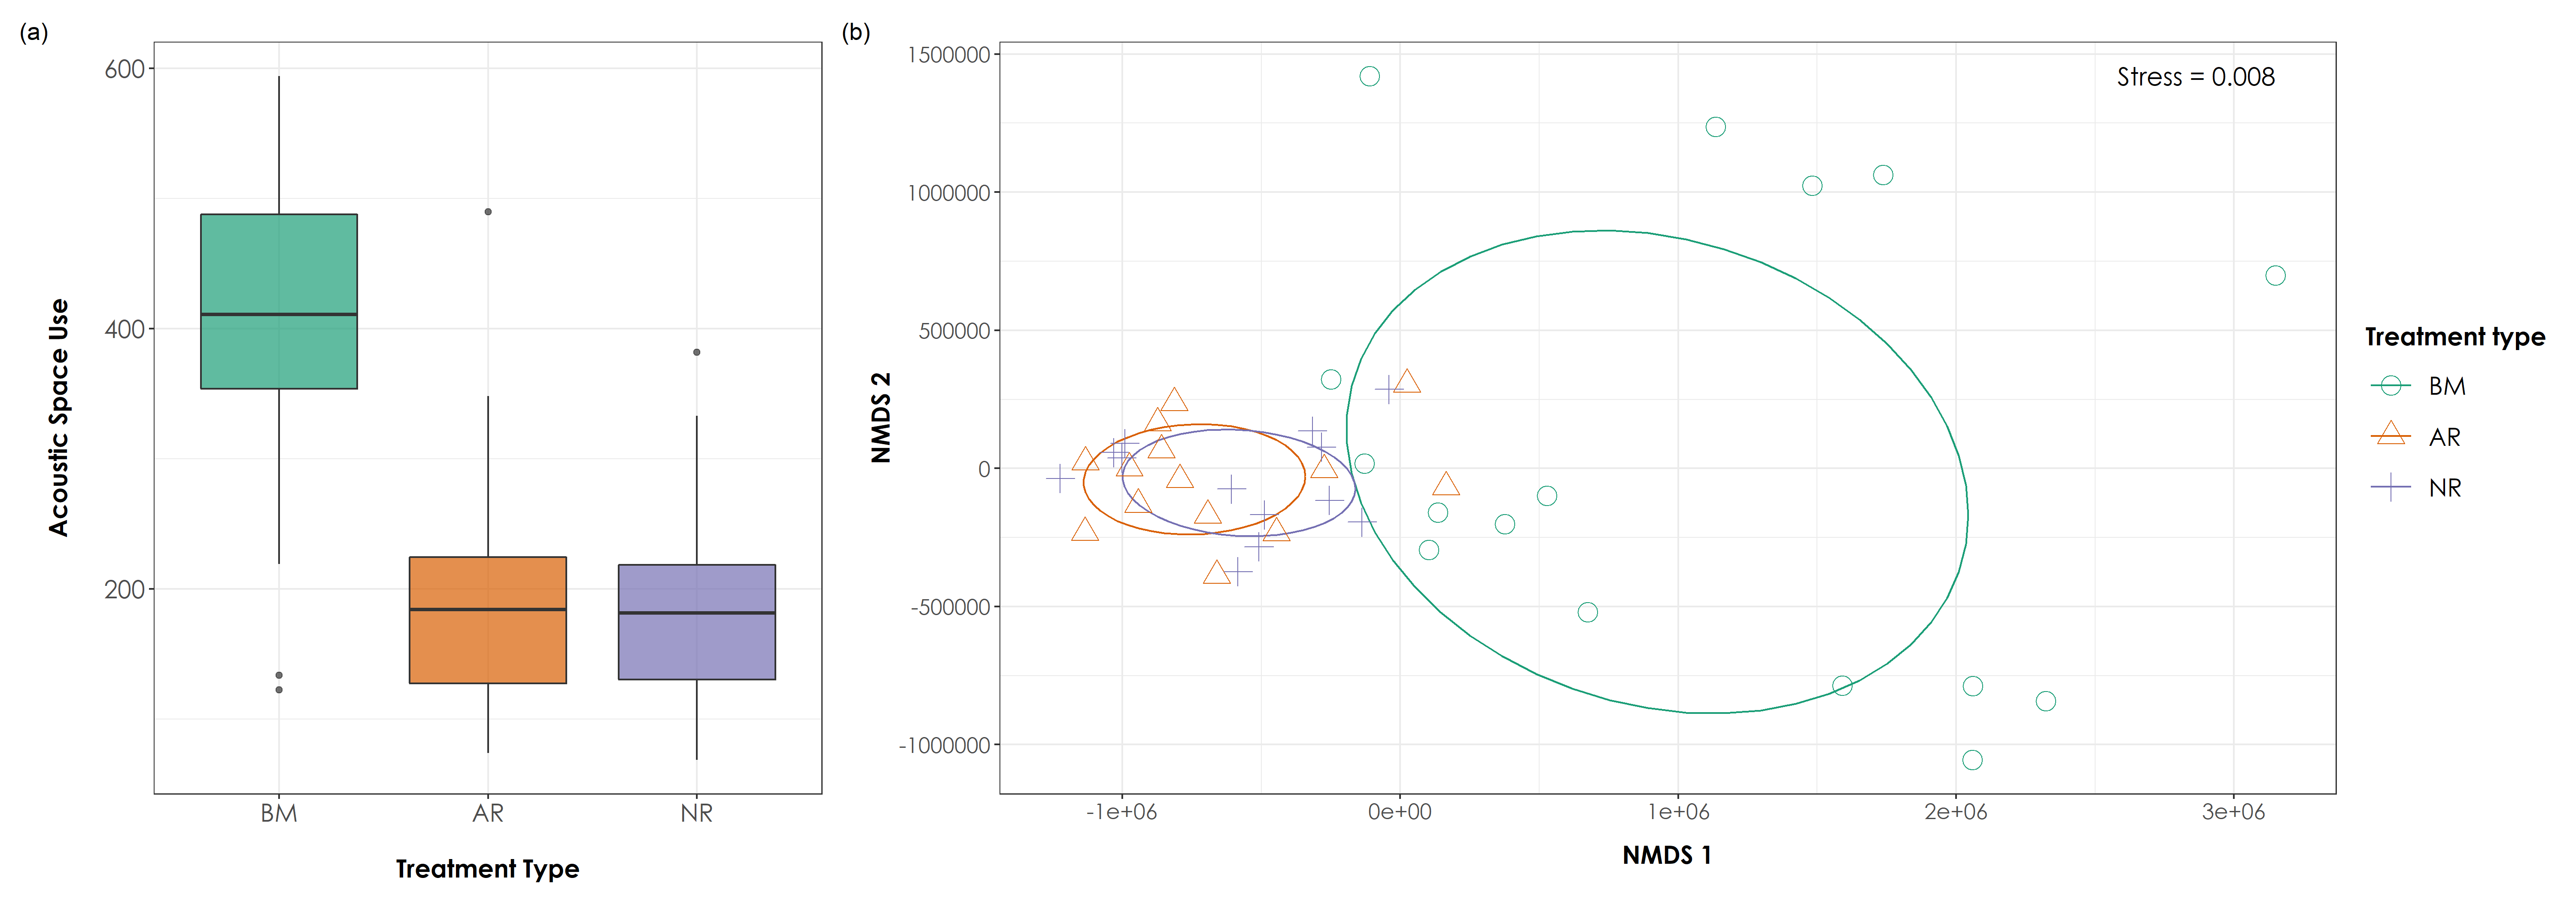 (a)
600
400
200
Acoustic Space Use
BM AR NR
Treatment Type
(b)
1500000
1000000
500000
0
-500000
-1000000
NMDS 2
Stress = 0.008
-1e+06 0e+00 1e+06 2e+06 3e+06
NMDS 1
Treatment type
BM
AR
NR